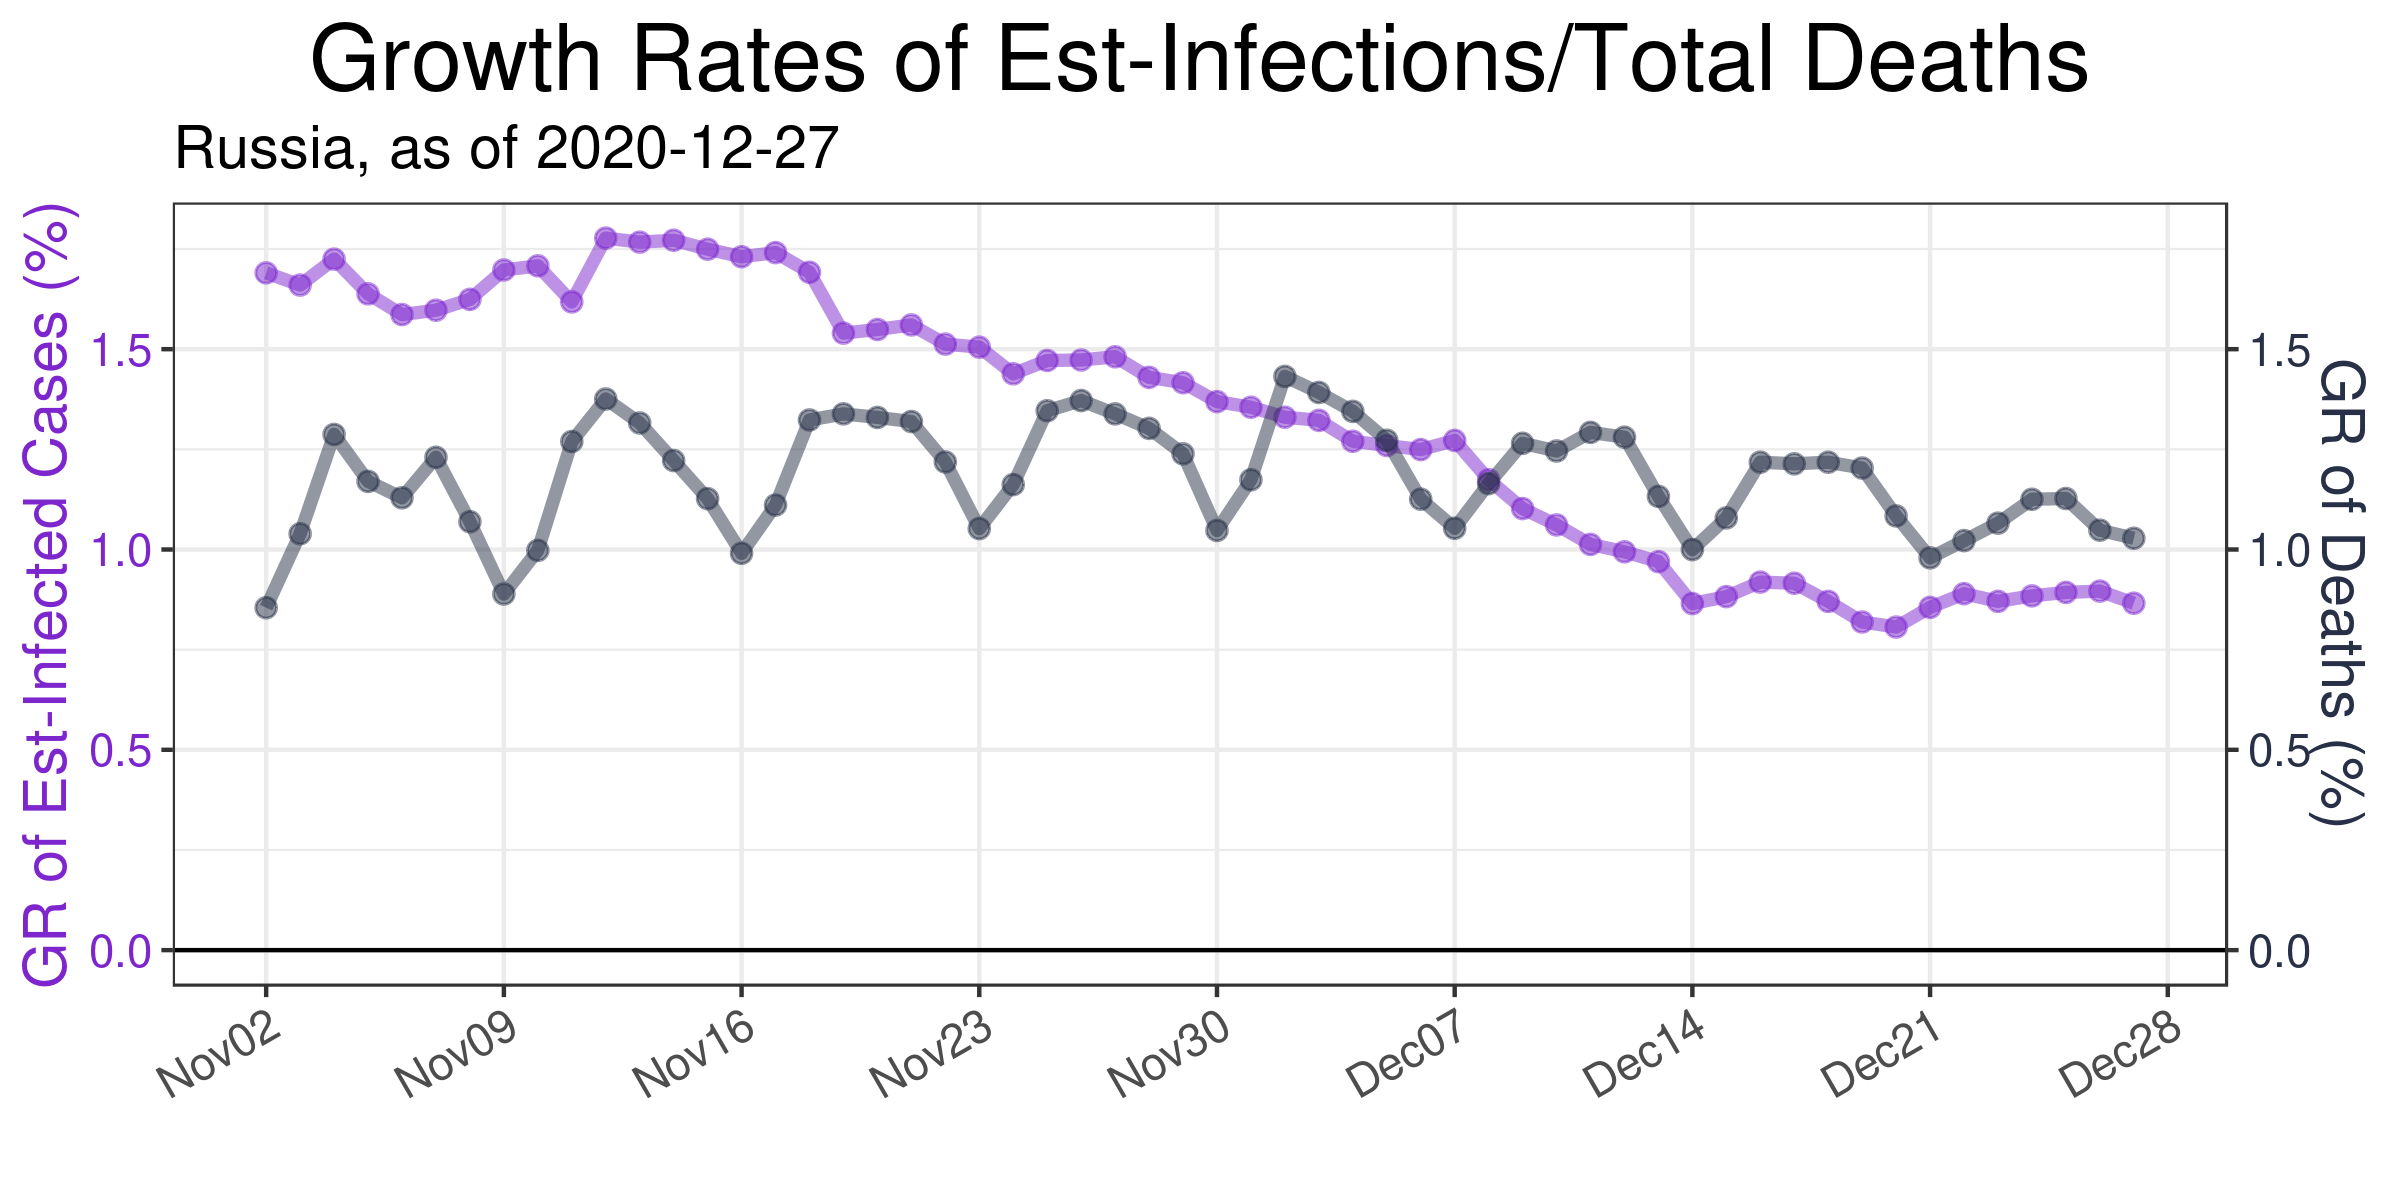 Growth Rates of Est-Infections/Total Deaths
Russia, as of 2020-12-27
GR of Est-Infected Cases (%)
1.5
1.0
0.5
0.0
1.5
1.0
0.5
0.0
GR of Deaths (%)
Nov02
Nov09
Nov16
Nov23
Nov30
Dec07
Dec14
Dec21
Dec28